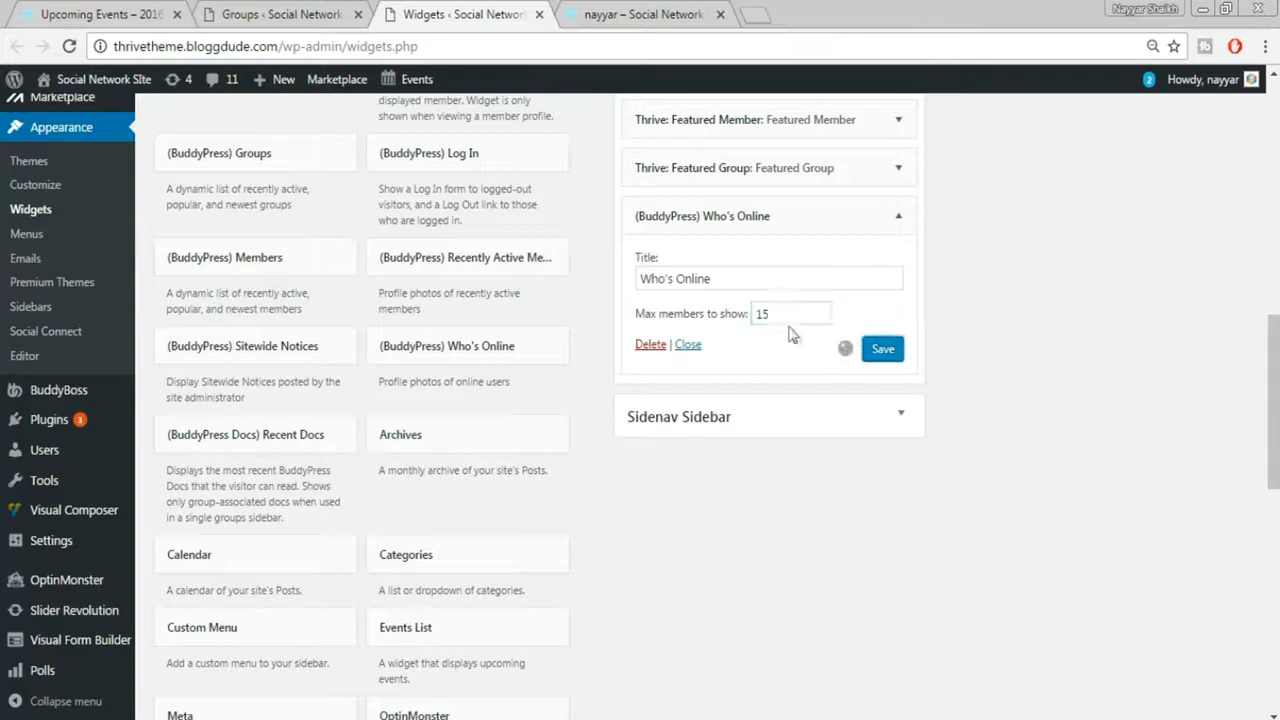 Upcoming Events – 2016
Groups ‹ Social Network
Widgets ‹ Social Networ
nayyar – Social Network
Nayyar Shaikh
thrivetheme.bloggdude.com/wp-admin/widgets.php
Social Network SIte
4
11
New
Marketplace
Events
2
Howdy, nayyar
Marketplace
Appearance
Themes
Customize
Widgets
Menus
Emails
Premium Themes
Sidebars
Social Connect
Editor
BuddyBoss
Plugins 3
Users
Tools
Visual Composer
Settings
OptinMonster
Slider Revolution
Visual Form Builder
Polls
Collapse menu
displayed member. Widget is only
shown when viewing a member profile.
(BuddyPress) Groups
A dynamic list of recently active,
popular, and newest groups
(BuddyPress) Log In
Show a Log In form to logged-out
visitors, and a Log Out link to those
who are logged in.
(BuddyPress) Members
A dynamic list of recently active,
popular, and newest members
(BuddyPress) Recently Active Me...
Profile photos of recently active
members
(BuddyPress) Sitewide Notices
Display Sitewide Notices posted by the
site administrator
(BuddyPress) Who's Online
Profile photos of online users
(BuddyPress Docs) Recent Docs
Displays the most recent BuddyPress
Docs that the visitor can read. Shows
only group-associated docs when used
in a single groups sidebar.
Archives
A monthly archive of your site's Posts.
Calendar
A calendar of your site's Posts.
Categories
A list or dropdown of categories.
Custom Menu
Add a custom menu to your sidebar.
Events List
A widget that displays upcoming
events.
Meta
OptinMonster
Thrive: Featured Member: Featured Member
Thrive: Featured Group: Featured Group
(BuddyPress) Who's Online
Title:
Who's Online
Max members to show: 15
Delete | Close
Save
Sidenav Sidebar